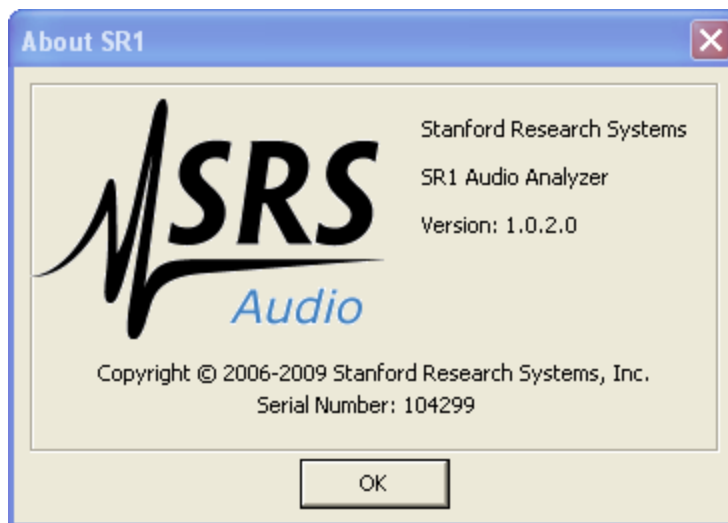 About SR1
SRS
Audio
Stanford Research Systems
SR1 Audio Analyzer
Version: 1.0.2.0
Copyright © 2006-2009 Stanford Research Systems, Inc.
Serial Number: 104299
OK